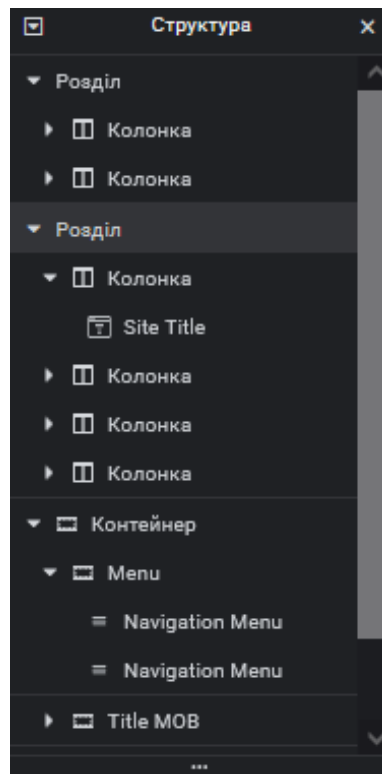 Структура
Розділ
Колонка
Колонка
Розділ
Колонка
Site Title
Колонка
Колонка
Колонка
Контейнер
Menu
Navigation Menu
Navigation Menu
Title MOB